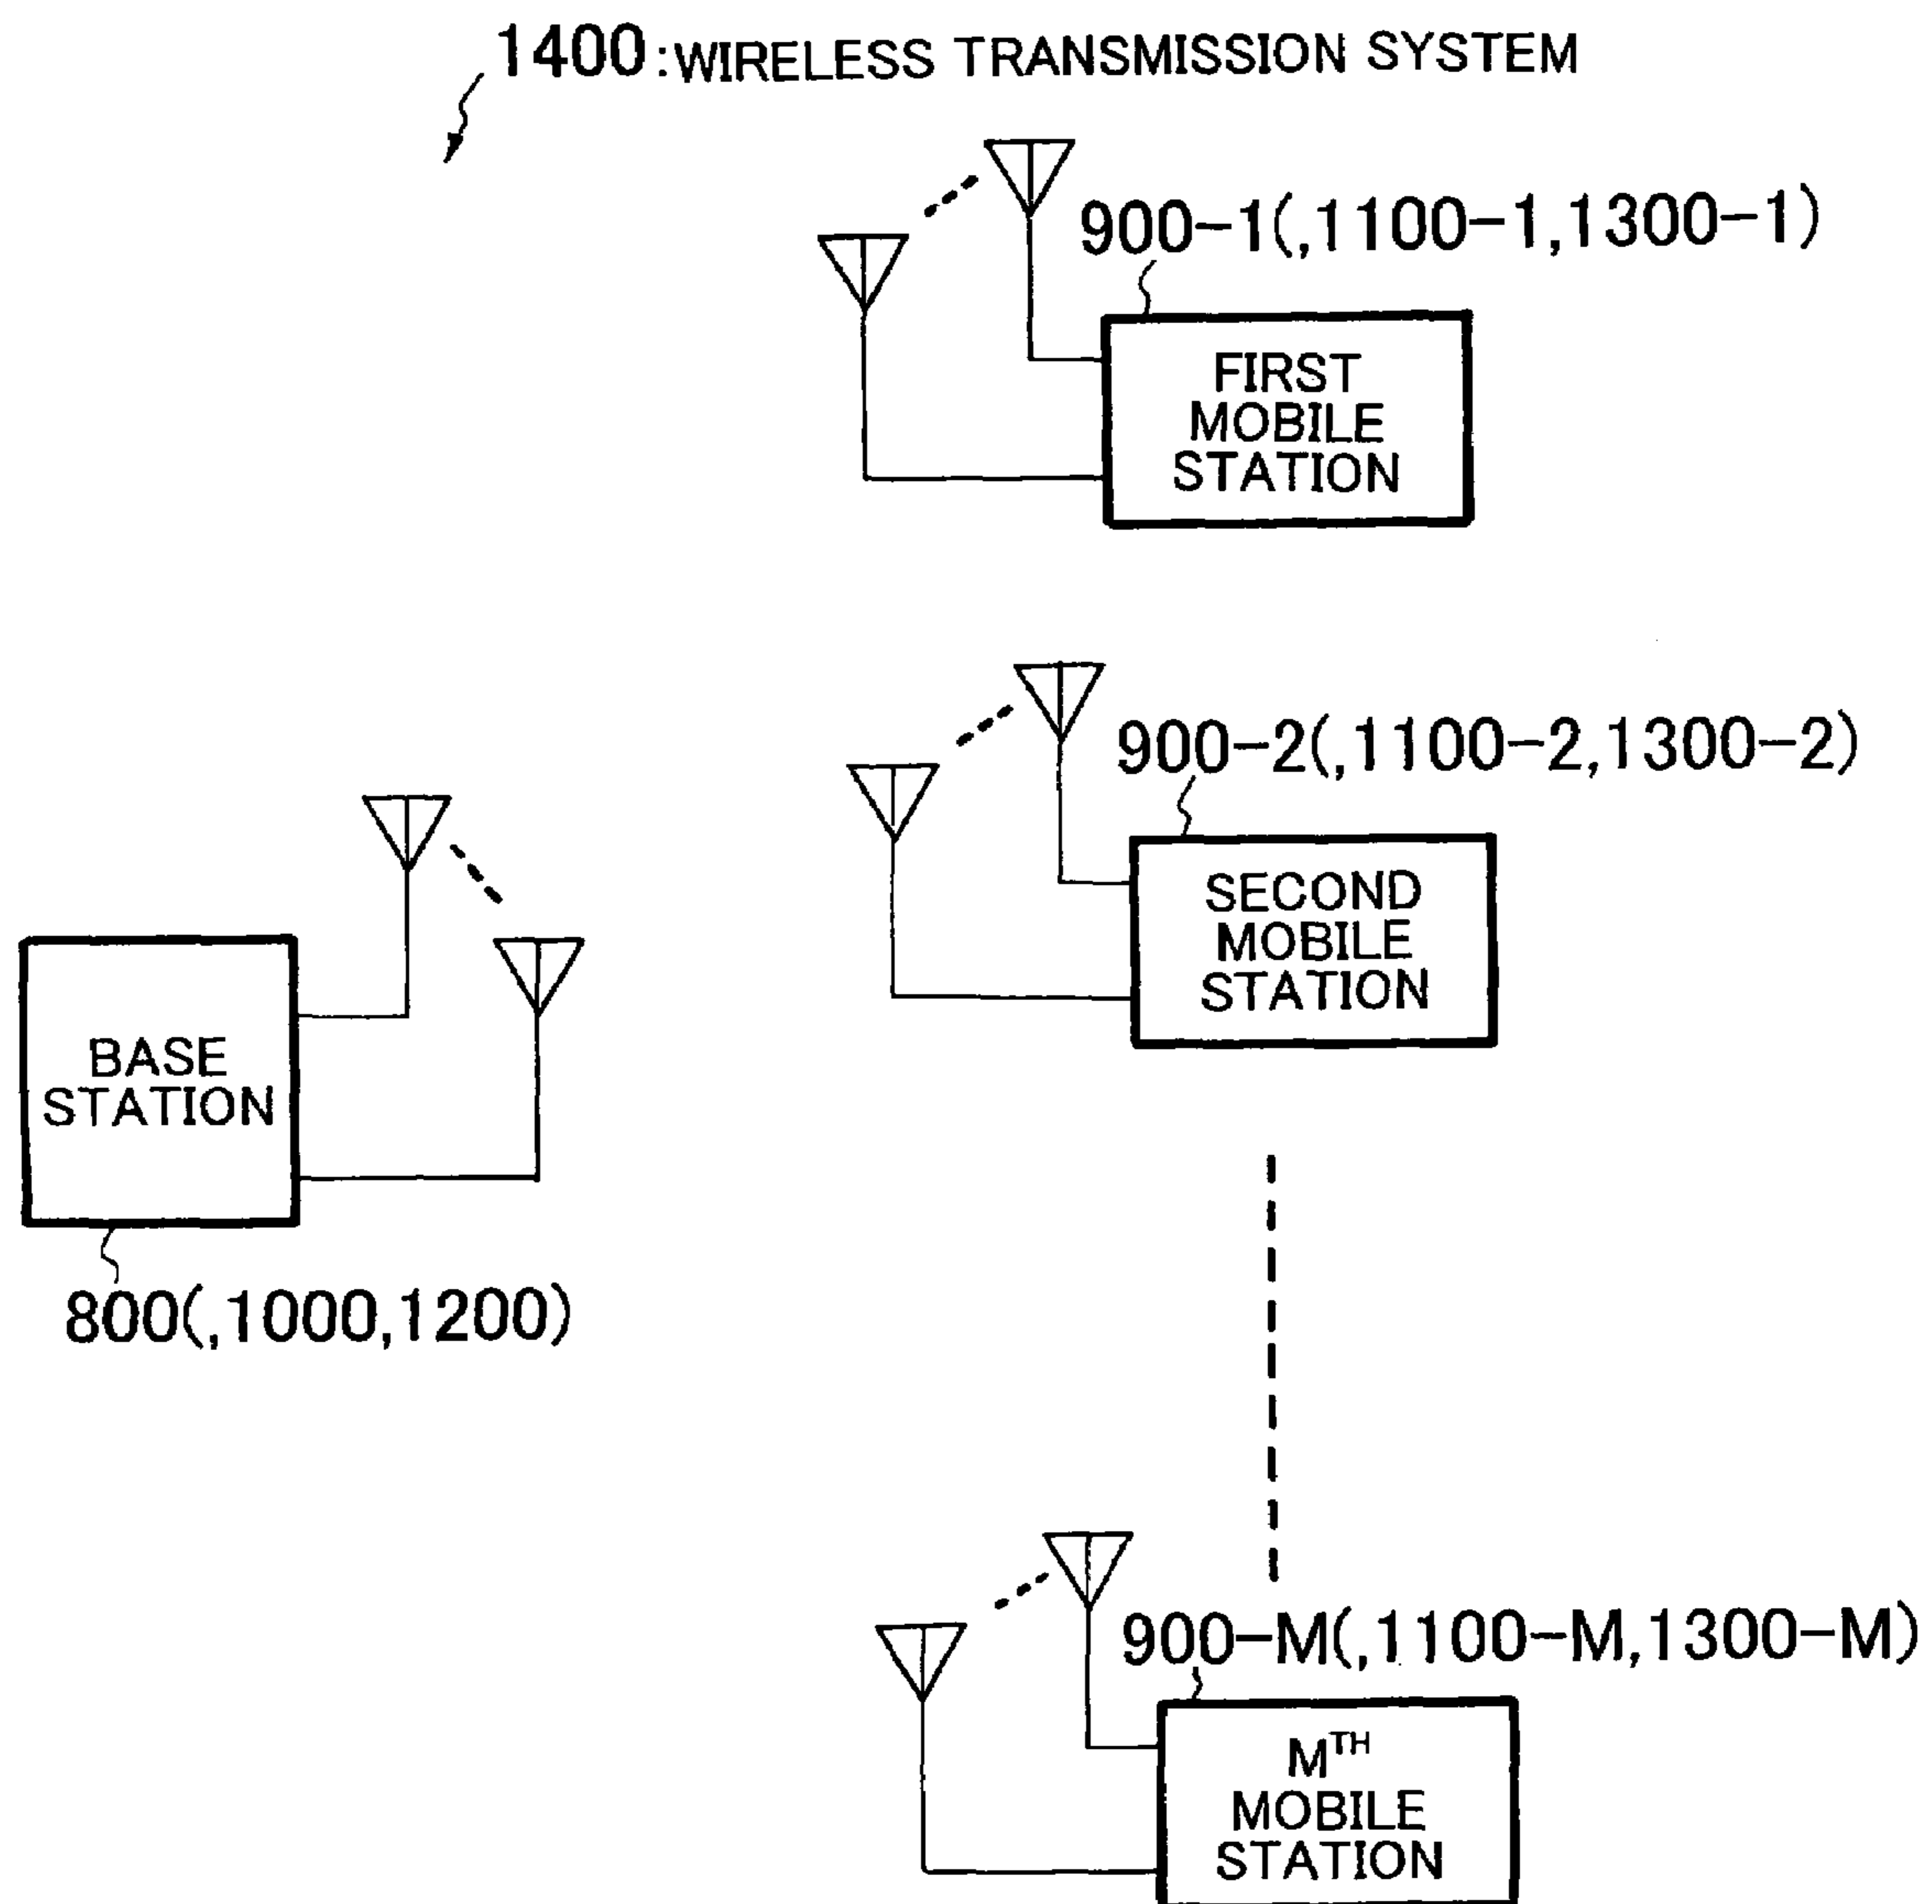 1400:WIRELESS TRANSMISSION SYSTEM
900-1(,1100-1,1300-1)
FIRST
MOBILE
STATION
900-2(,1100-2,1300-2)
SECOND
MOBILE
STATION
BASE
STATION
800(,1000,1200)
900-M(,1100-M,1300-M)
MTH
MOBILE
STATION